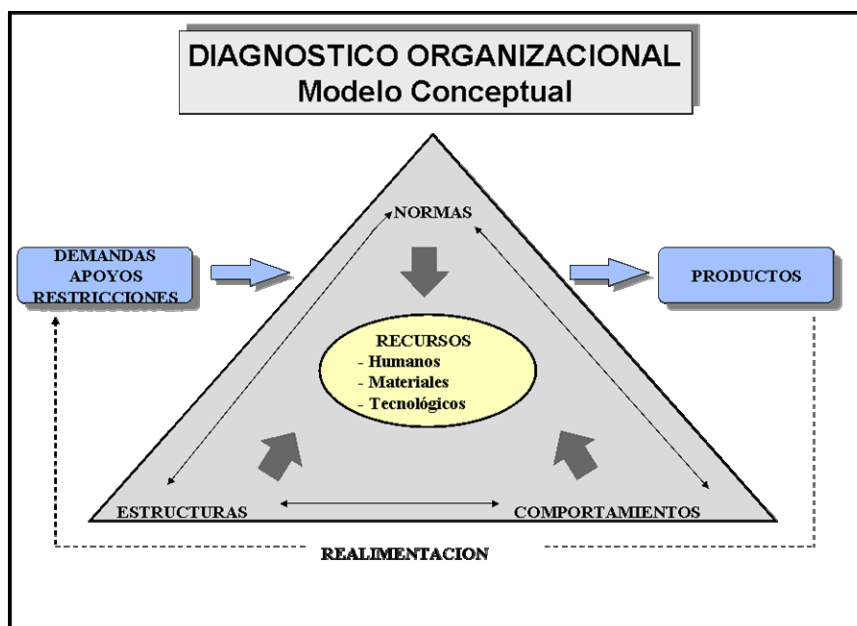 DIAGNOSTICO ORGANIZACIONAL
Modelo Conceptual
NORMAS
DEMANDAS
APOYOS
RESTRICCIONES
PRODUCTOS
RECURSOS
- Humanos
- Materiales
- Tecnológicos
ESTRUCTURAS
COMPORTAMIENTOS
REALIMENTACION